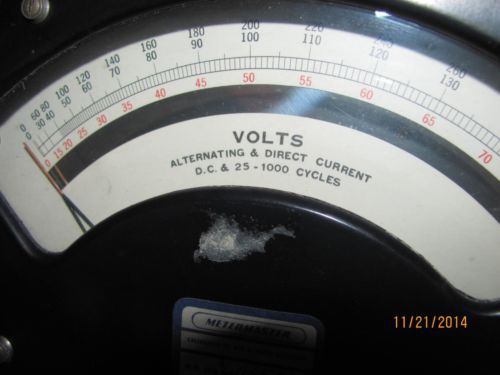 0 60 80 100 120 140 160 180 200 220 240 260
0 30 40 50 60 70 80 90 100 110 120 130
0 15 20 25 30 35 40 45 50 55 60 65 70
VOLTS
ALTERNATING & DIRECT CURRENT
D.C. & 25 - 1000 CYCLES
METERMASTER
11/21/2014